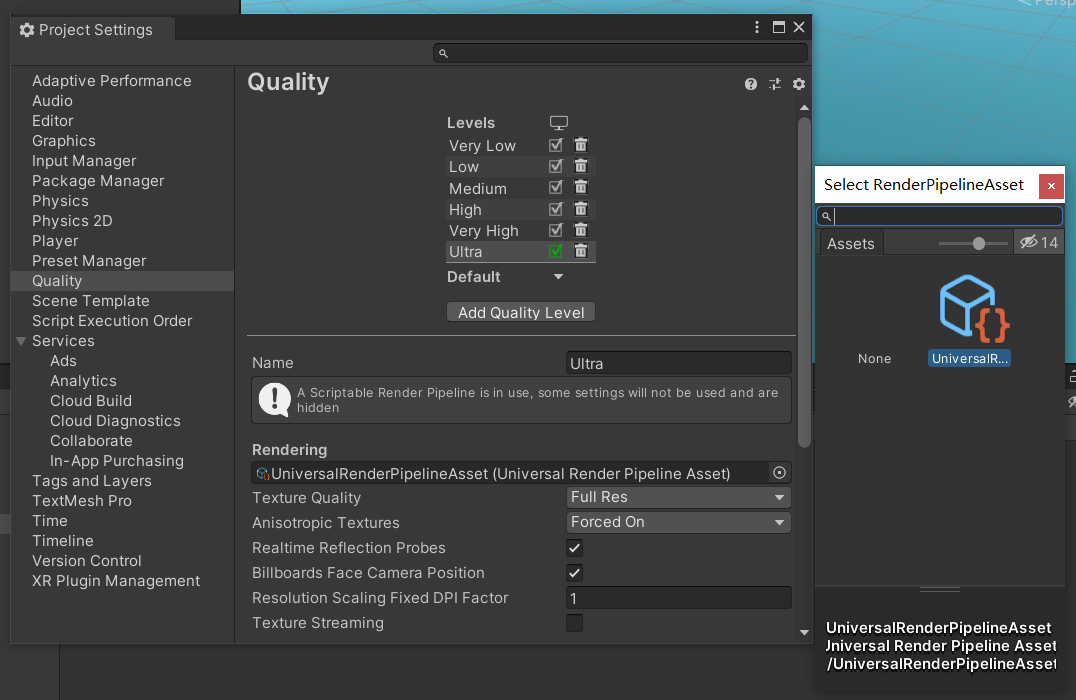 Persp
Project Settings
Quality
Adaptive Performance
Audio
Editor
Graphics
Input Manager
Package Manager
Physics
Physics 2D
Player
Preset Manager
Quality
Scene Template
Script Execution Order
Services
Ads
Analytics
Cloud Build
Cloud Diagnostics
Collaborate
In-App Purchasing
Tags and Layers
TextMesh Pro
Time
Timeline
Version Control
XR Plugin Management
Levels
Very Low
Low
Medium
High
Very High
Ultra
Default
Add Quality Level
Name Ultra
A Scriptable Render Pipeline is in use, some settings will not be used and are
hidden
Rendering
UniversalRenderPipelineAsset (Universal Render Pipeline Asset)
Texture Quality Full Res
Anisotropic Textures Forced On
Realtime Reflection Probes
Billboards Face Camera Position
Resolution Scaling Fixed DPI Factor 1
Texture Streaming
Select RenderPipelineAsset
Assets 14
None UniversalR...
UniversalRenderPipelineAsset
Universal Render Pipeline Asset
/UniversalRenderPipelineAsset